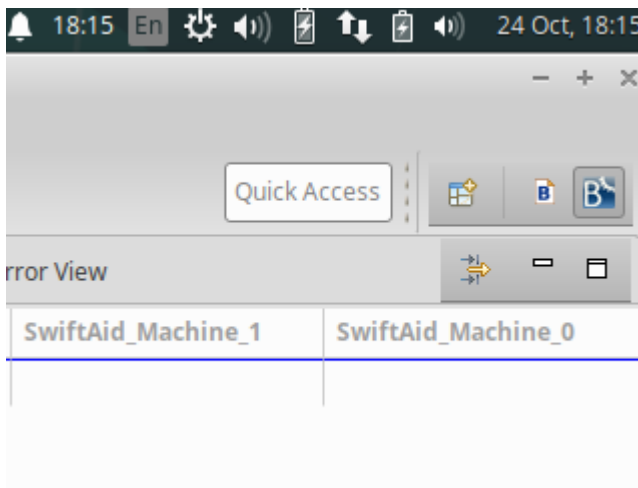 18:15 En 24 Oct, 18:15
Quick Access B B
rror View
SwiftAid_Machine_1 SwiftAid_Machine_0